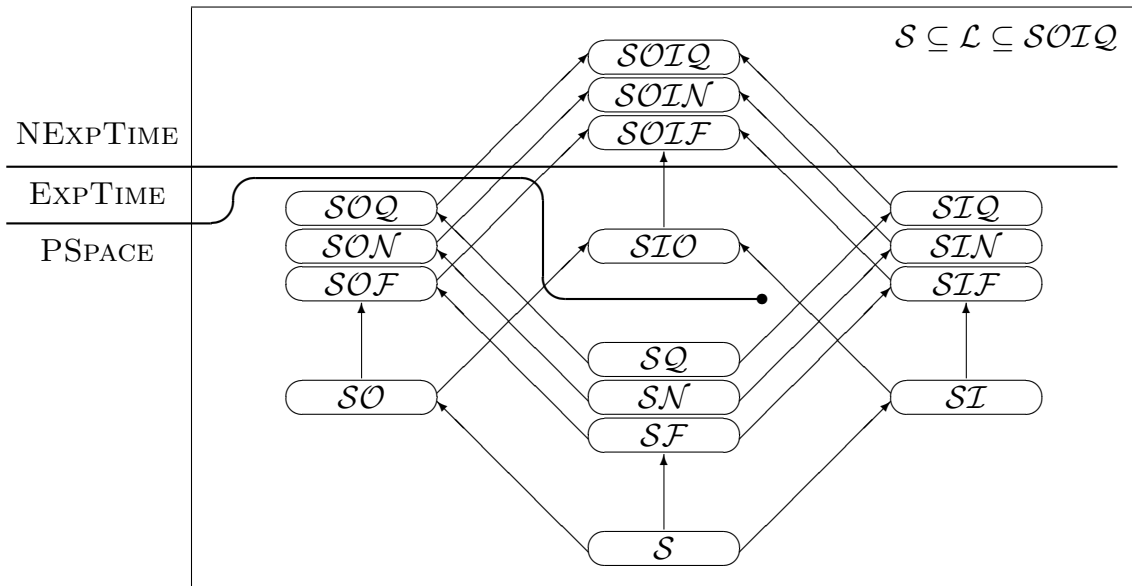 𝒮 ⊆ ℒ ⊆ 𝒮𝒪ℐ𝒬
𝒮𝒪ℐ𝒬
𝒮𝒪ℐ𝒩
NEXPTIME
𝒮𝒪ℐℱ
EXPTIME
𝒮𝒪𝒬
𝒮ℐ𝒬
PSPACE
𝒮𝒪𝒩
𝒮ℐ𝒪
𝒮ℐ𝒩
𝒮𝒪ℱ
𝒮ℐℱ
𝒮𝒬
𝒮𝒪
𝒮𝒩
𝒮ℐ
𝒮ℱ
𝒮